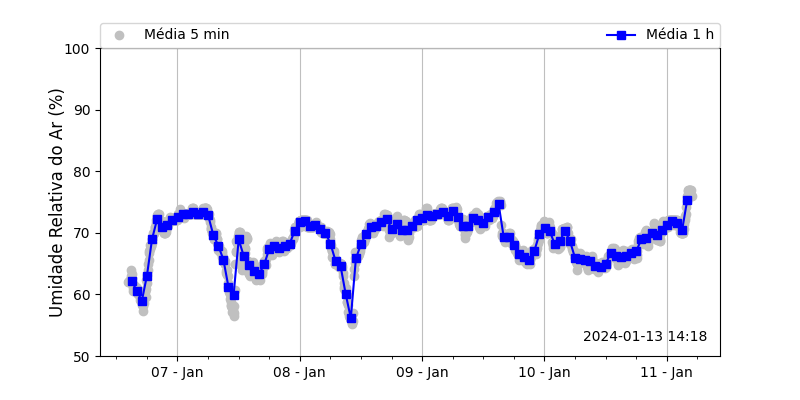 Média 5 min
Média 1 h
Umidade Relativa do Ar (%)
100
90
80
70
60
50
07 - Jan
08 - Jan
09 - Jan
10 - Jan
11 - Jan
2024-01-13 14:18